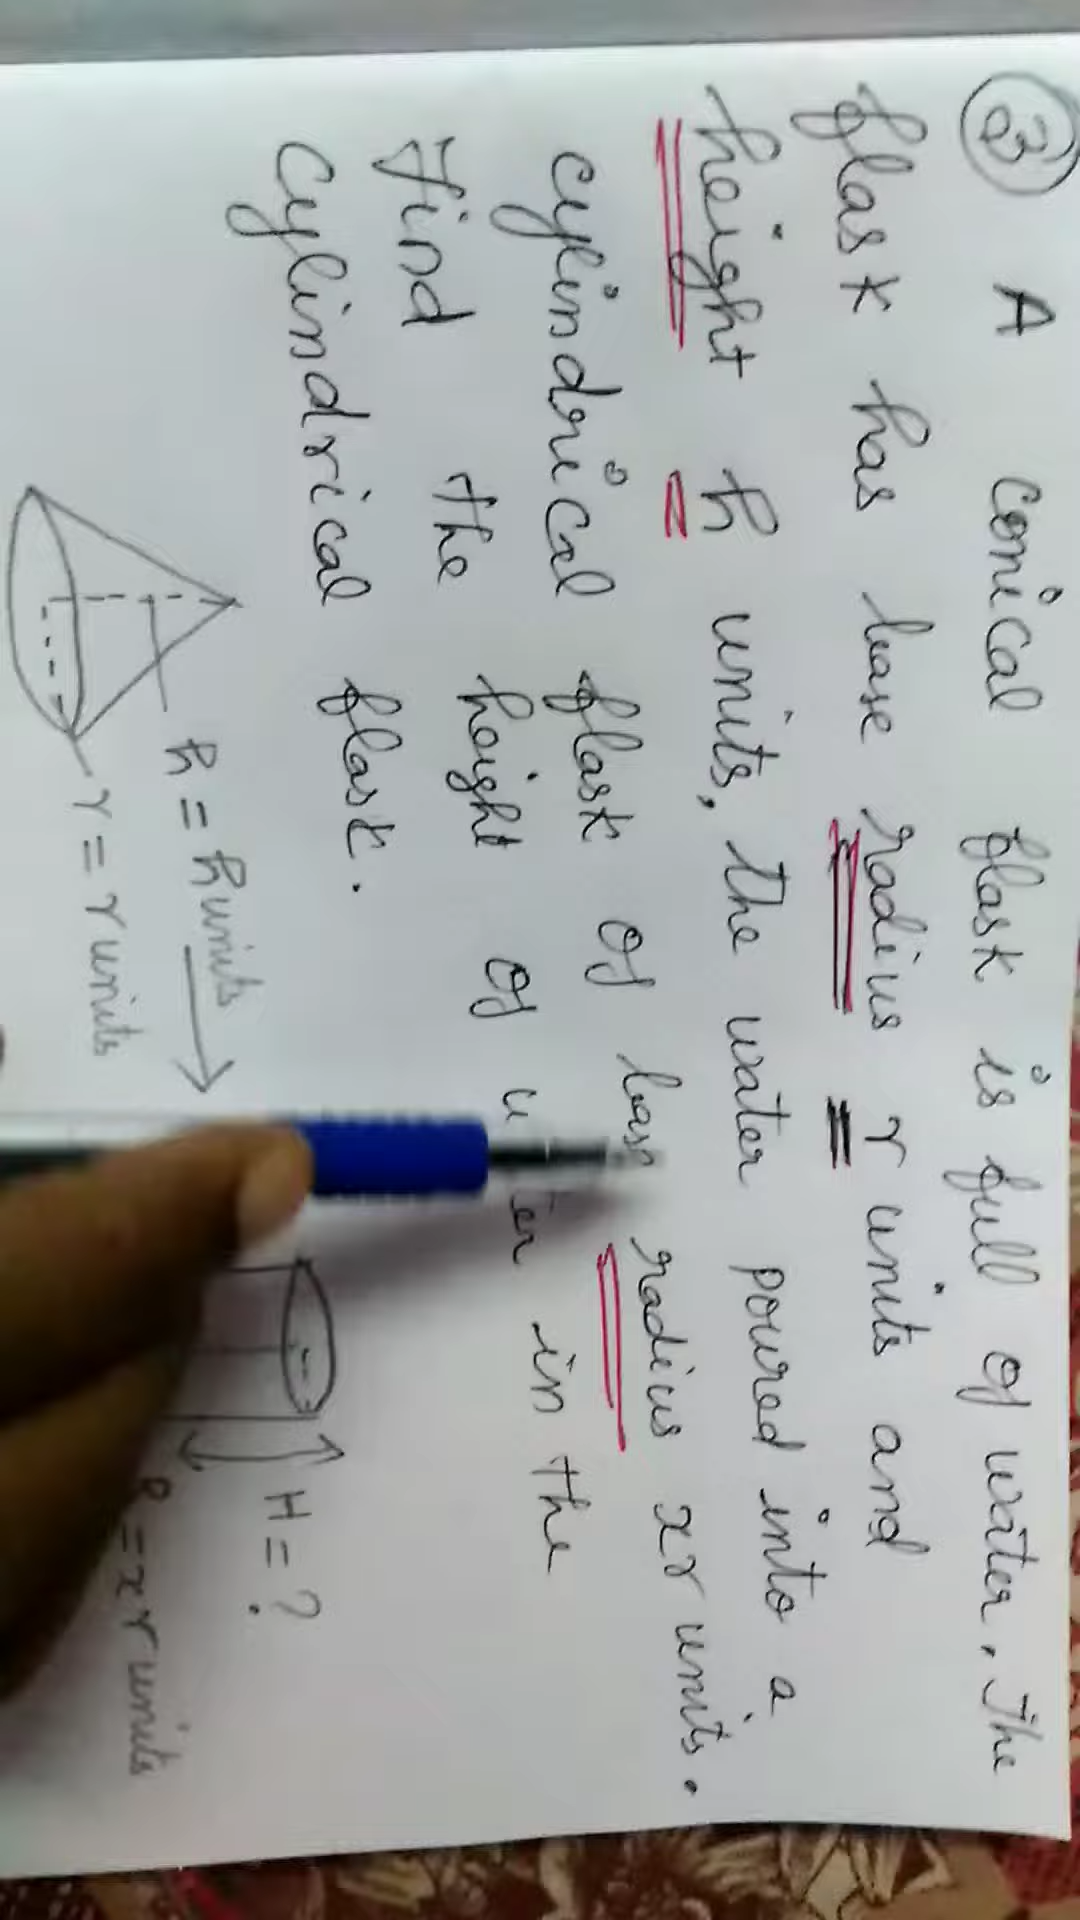 ③ A conical flask is full of water. The
flask has base radius r units and
height h units, the water poured into a
cylindrical flask of base radius xr units.
Find the height of water in the
cylindrical flask.
h = h units
r = r units
H = ?
R = xr units